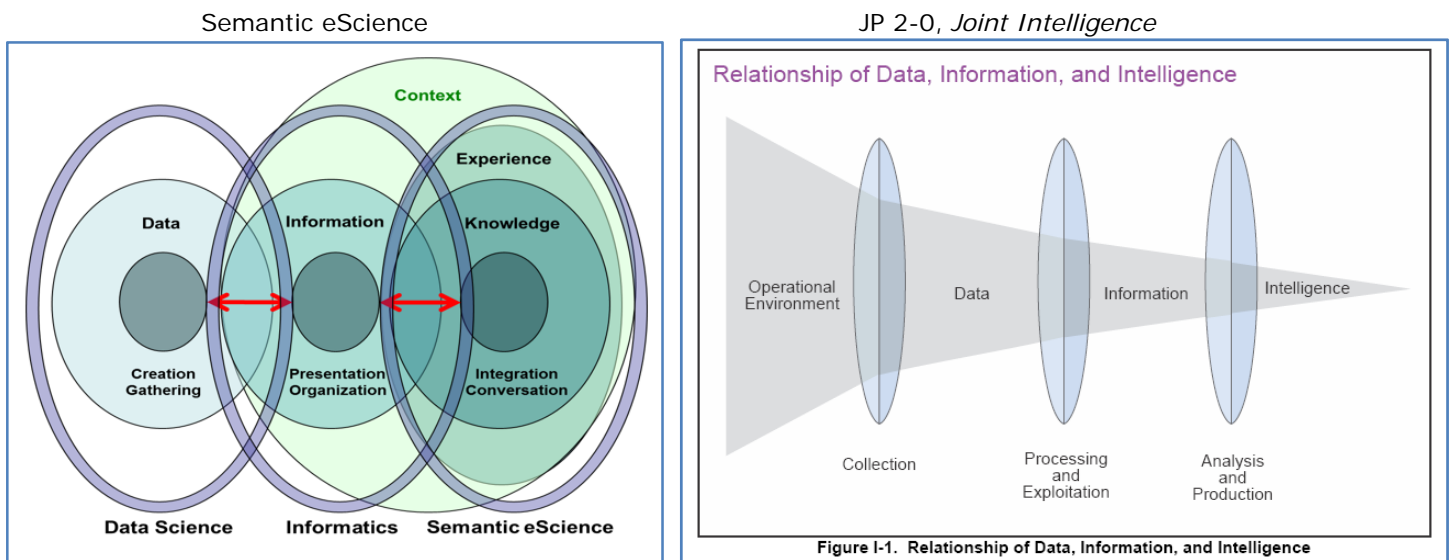 Semantic eScience
Context
Experience
Data
Information
Knowledge
Creation
Gathering
Presentation
Organization
Integration
Conversation
Data Science
Informatics
Semantic eScience
JP 2-0, Joint Intelligence
Relationship of Data, Information, and Intelligence
Operational
Environment
Data
Information
Intelligence
Collection
Processing
and
Exploitation
Analysis
and
Production
Figure I-1. Relationship of Data, Information, and Intelligence